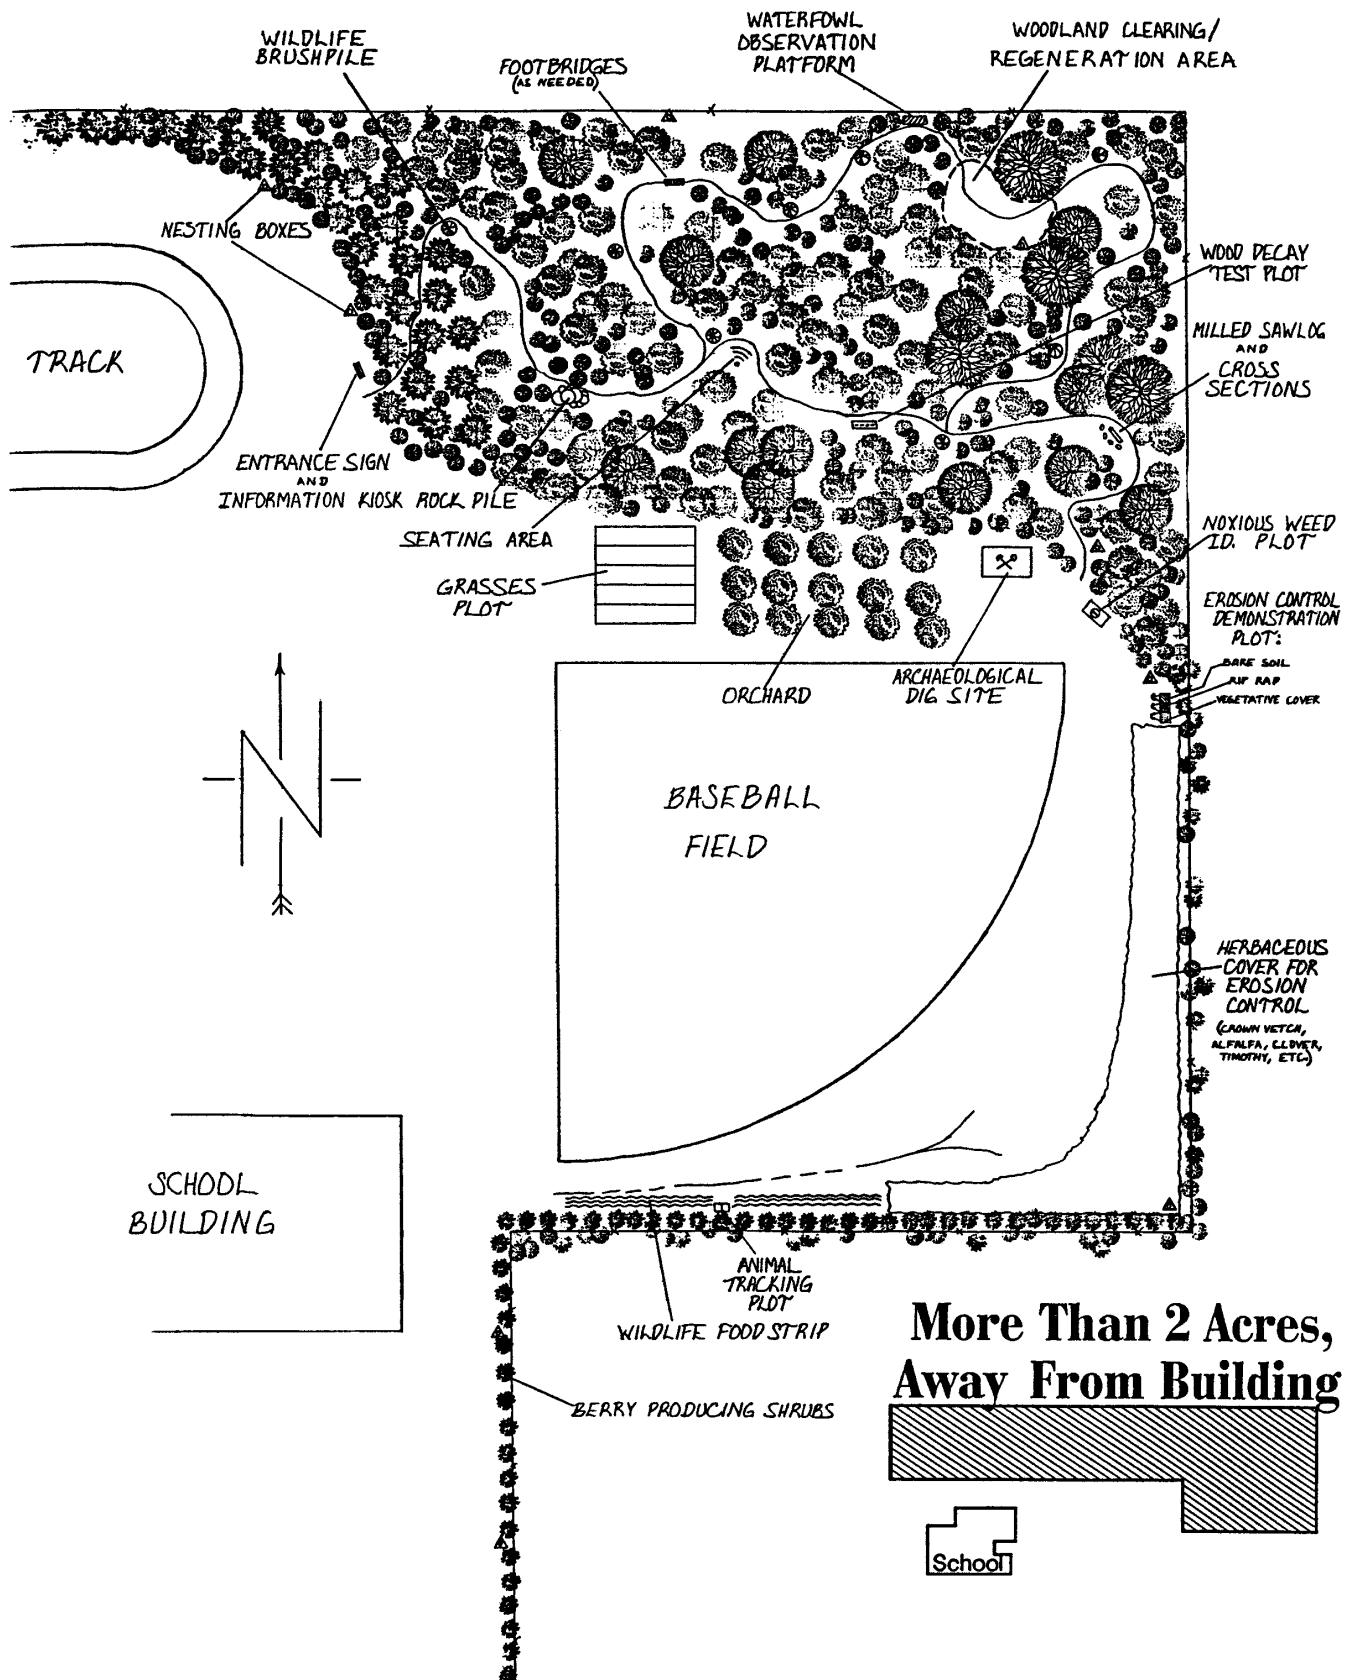 WILDLIFE
BRUSHPILE
FOOTBRIDGES
(AS NEEDED)
WATERFOWL
OBSERVATION
PLATFORM
WOODLAND CLEARING/
REGENERATION AREA
NESTING BOXES
WOOD DECAY
TEST PLOT
MILLED SAWLOG
AND
CROSS
SECTIONS
TRACK
ENTRANCE SIGN
AND
INFORMATION KIOSK
ROCK PILE
SEATING AREA
GRASSES
PLOT
NOXIOUS WEED
I.D. PLOT
EROSION CONTROL
DEMONSTRATION
PLOT:
BARE SOIL
RIP RAP
VEGETATIVE COVER
ORCHARD
ARCHAEOLOGICAL
DIG SITE
N
BASEBALL
FIELD
HERBACEOUS
COVER FOR
EROSION
CONTROL
(CROWN VETCH,
ALFALFA, CLOVER,
TIMOTHY, ETC.)
SCHOOL
BUILDING
ANIMAL
TRACKING
PLOT
WILDLIFE FOOD STRIP
BERRY PRODUCING SHRUBS
More Than 2 Acres,
Away From Building
School